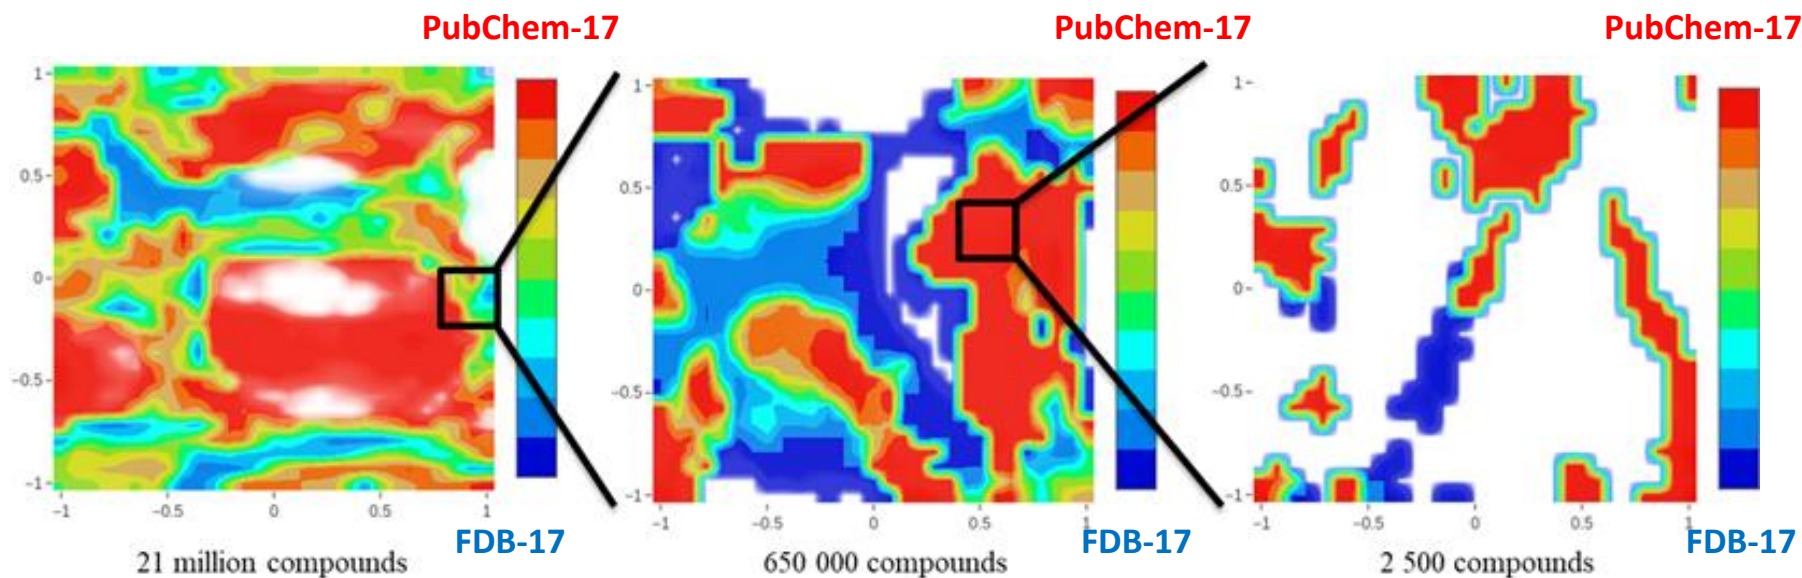 PubChem-17 PubChem-17 PubChem-17
1 1 1
0.5 0.5 0.5
0 0 0
−0.5 −0.5 −0.5
−1 −1 −1
−1 −0.5 0 0.5 1 −1 −0.5 0 0.5 1 −1 −0.5 0 0.5 1
FDB-17 FDB-17 FDB-17
21 million compounds 650 000 compounds 2 500 compounds